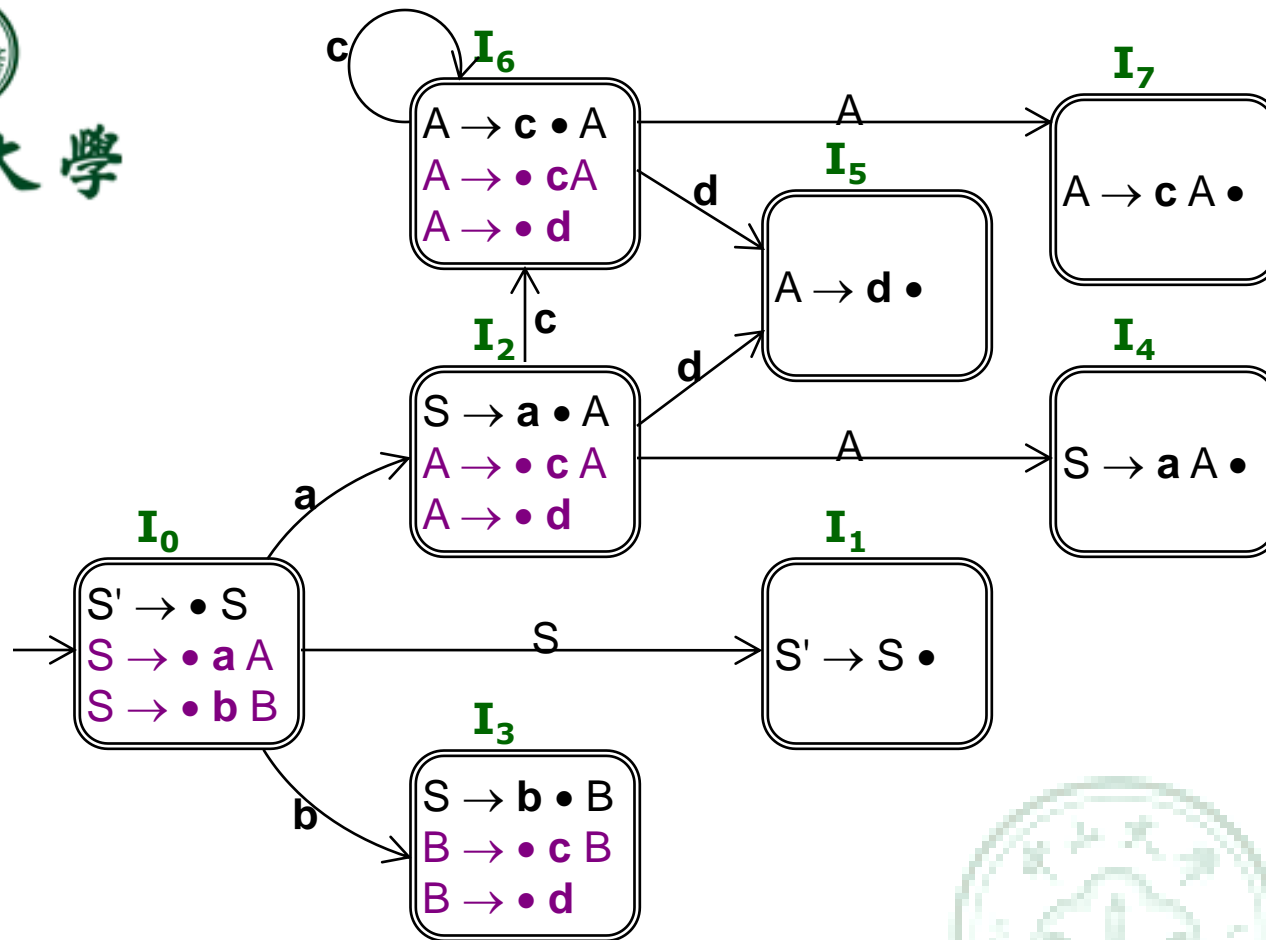 c
I₆
A → c • A
A → • cA
A → • d
A
I₇
A → c A •
d
I₅
A → d •
大學
c
I₂
S → a • A
A → • c A
A → • d
d
A
I₄
S → a A •
a
I₀
S' → • S
S → • a A
S → • b B
S
I₁
S' → S •
b
I₃
S → b • B
B → • c B
B → • d